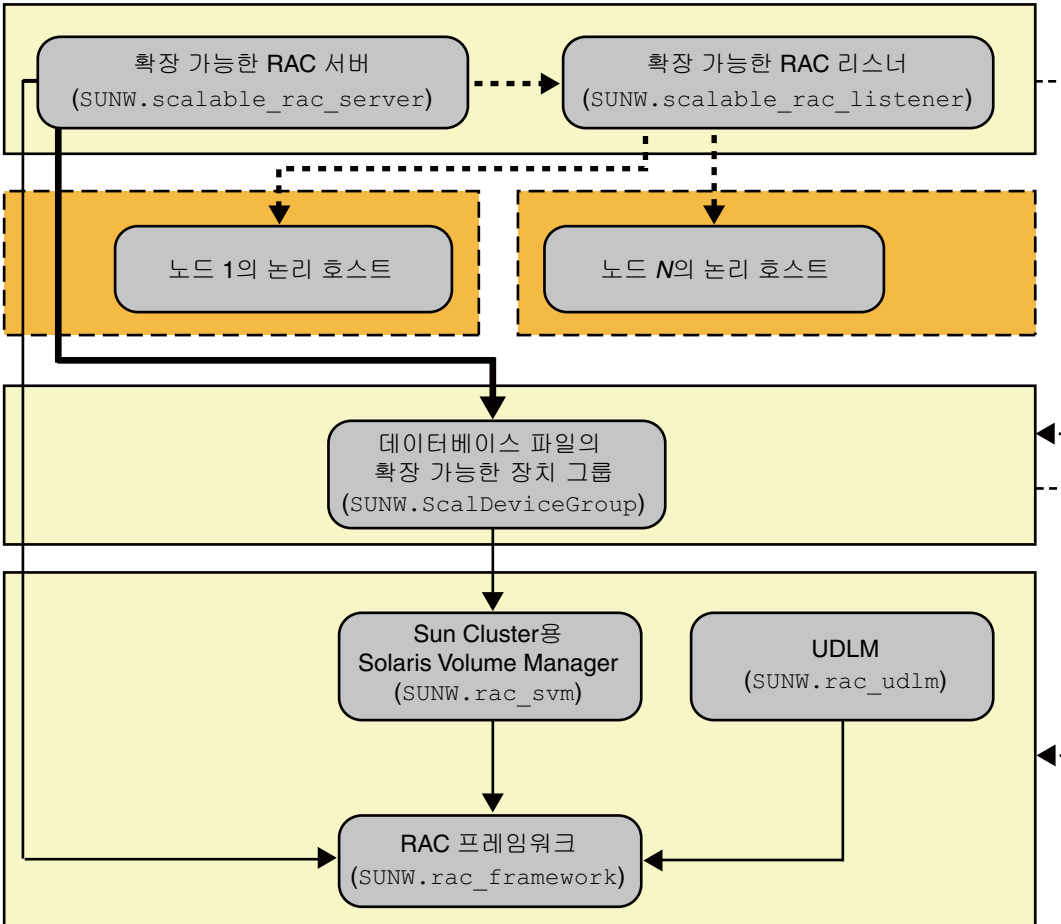 확장 가능한 RAC 서버
(SUNW.scalable_rac_server)
확장 가능한 RAC 리스너
(SUNW.scalable_rac_listener)
노드 1의 논리 호스트
노드 N의 논리 호스트
데이터베이스 파일의
확장 가능한 장치 그룹
(SUNW.ScalDeviceGroup)
Sun Cluster용
Solaris Volume Manager
(SUNW.rac_svm)
UDLM
(SUNW.rac_udlm)
RAC 프레임워크
(SUNW.rac_framework)